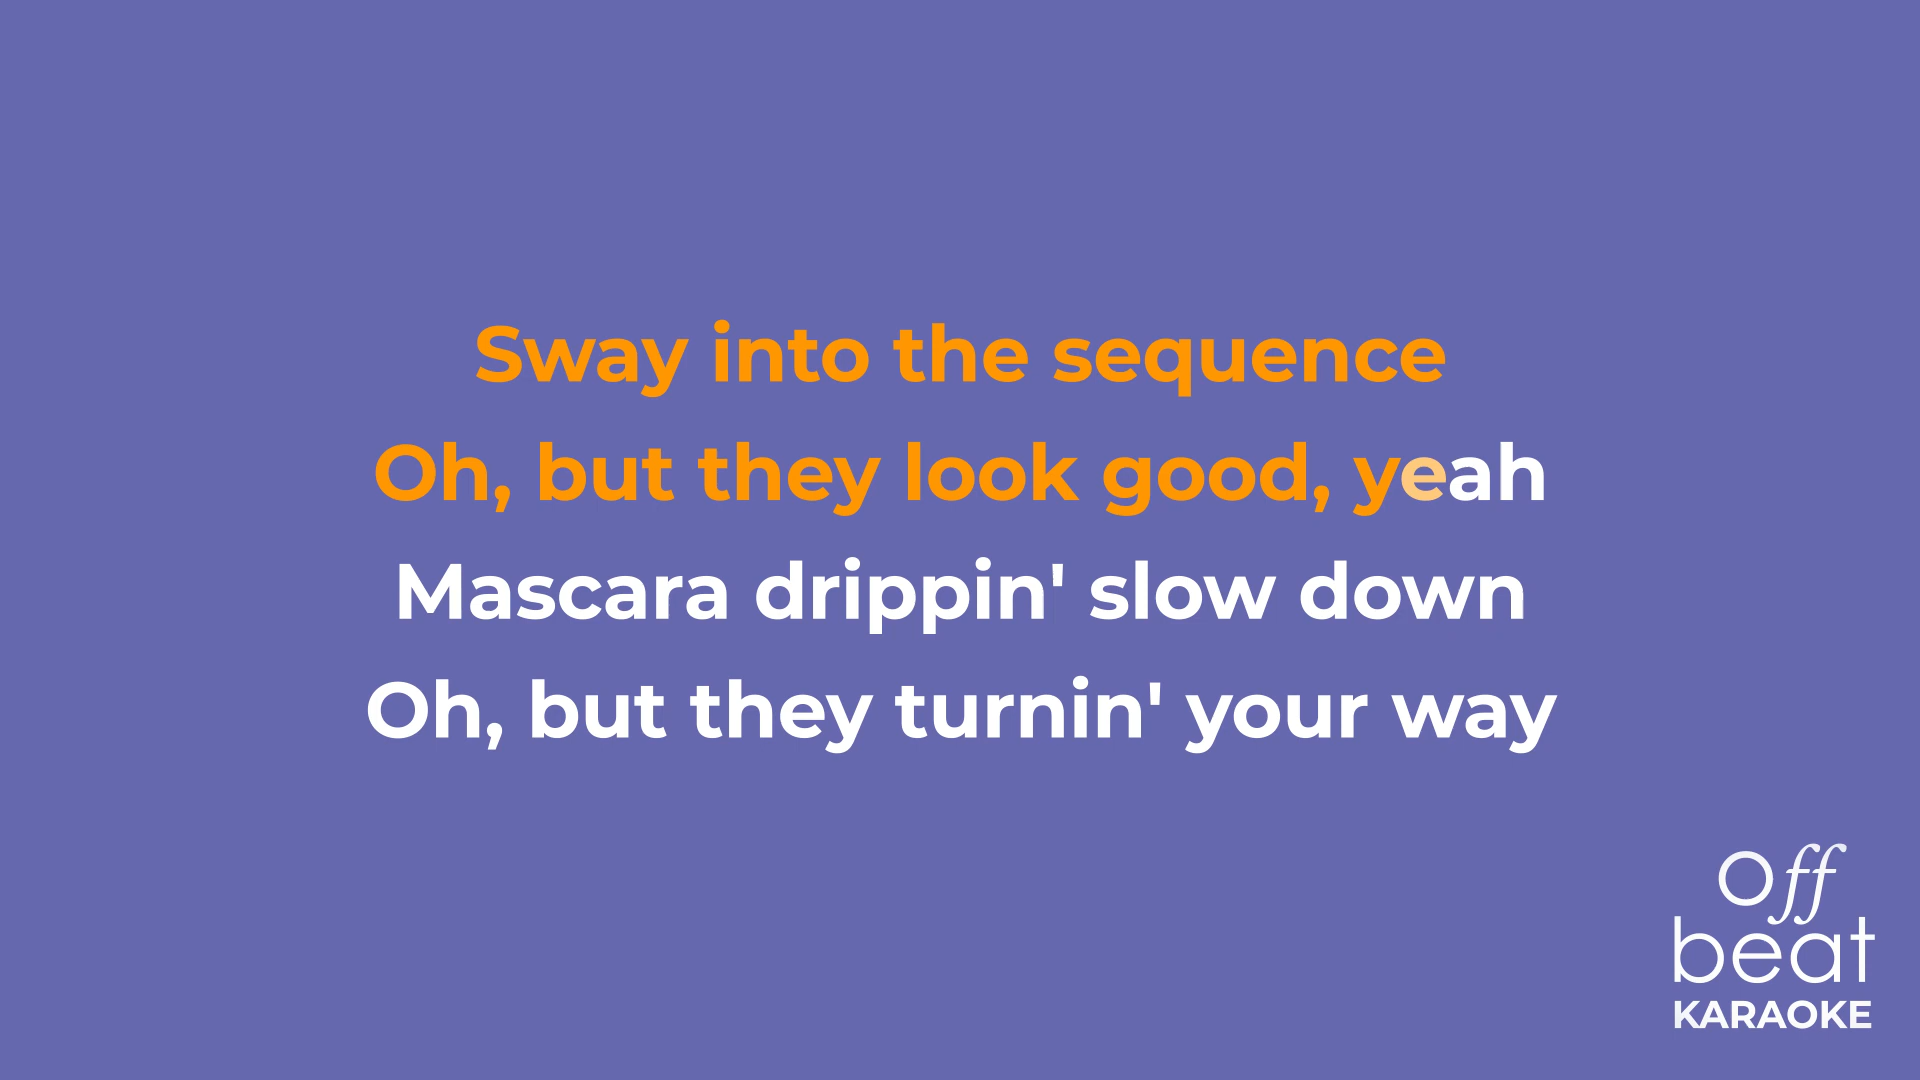 Sway into the sequence
Oh, but they look good, yeah
Mascara drippin' slow down
Oh, but they turnin' your way
off
beat
KARAOKE